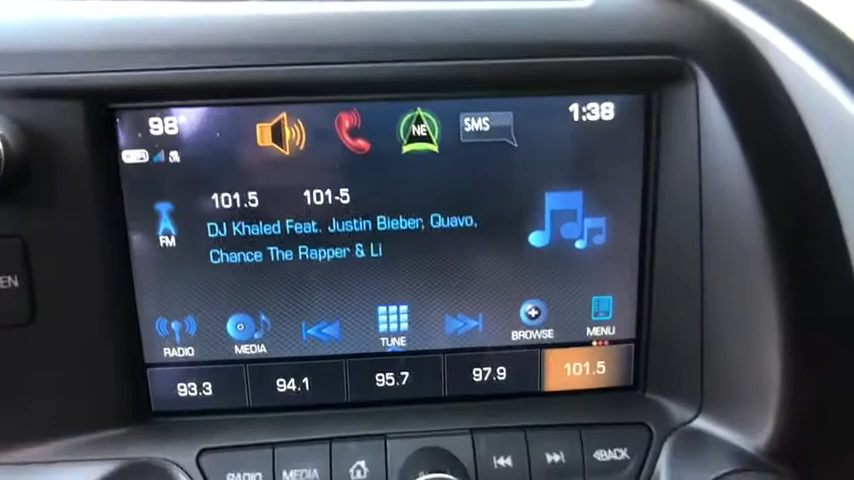 98°
NE
SMS
1:38
101.5 101-5
FM
DJ Khaled Feat. Justin Bieber, Quavo,
Chance The Rapper & Li
RADIO
MEDIA
TUNE
BROWSE
MENU
93.3
94.1
95.7
97.9
101.5
EN
RADIO
MEDIA
BACK